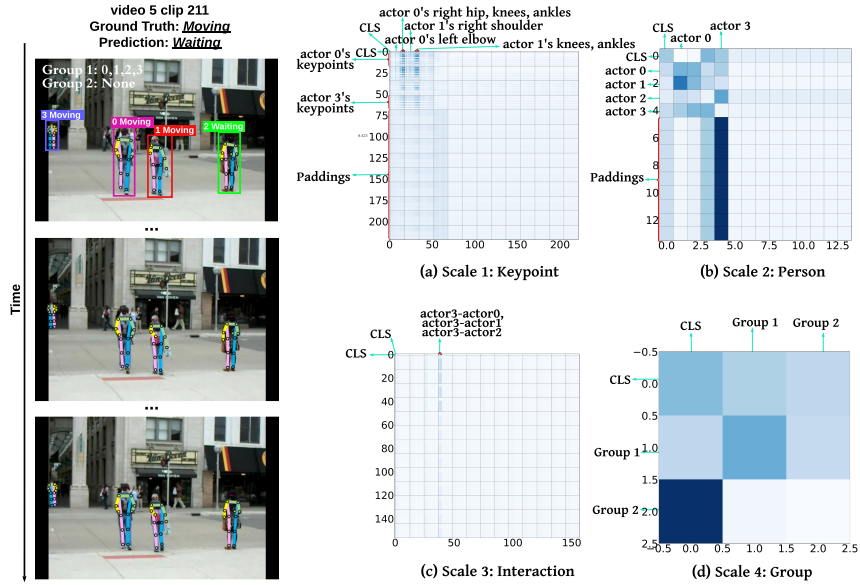 video 5 clip 211
Ground Truth: Moving
Prediction: Waiting
Group 1: 0,1,2,3
Group 2: None
3 Moving
0 Moving
1 Moving
2 Waiting
...
...
Time
actor 0's right hip, knees, ankles
CLS
actor 1's right shoulder
actor 0's left elbow
actor 1's knees, ankles
actor 0's keypoints
CLS
actor 3's keypoints
Paddings
0
25
50
75
100
125
150
175
200
0
50
100
150
200
(a) Scale 1: Keypoint
CLS
actor 0
actor 3
CLS
actor 0
actor 1
actor 2
actor 3
Paddings
0
2
4
6
8
10
12
0.0
2.5
5.0
7.5
10.0
12.5
(b) Scale 2: Person
actor3-actor0,
actor3-actor1
actor3-actor2
CLS
CLS
0
20
40
60
80
100
120
140
0
50
100
150
(c) Scale 3: Interaction
CLS
Group 1
Group 2
CLS
Group 1
Group 2
−0.5
0.0
0.5
1.0
1.5
2.0
2.5
−0.5
0.0
0.5
1.0
1.5
2.0
2.5
(d) Scale 4: Group